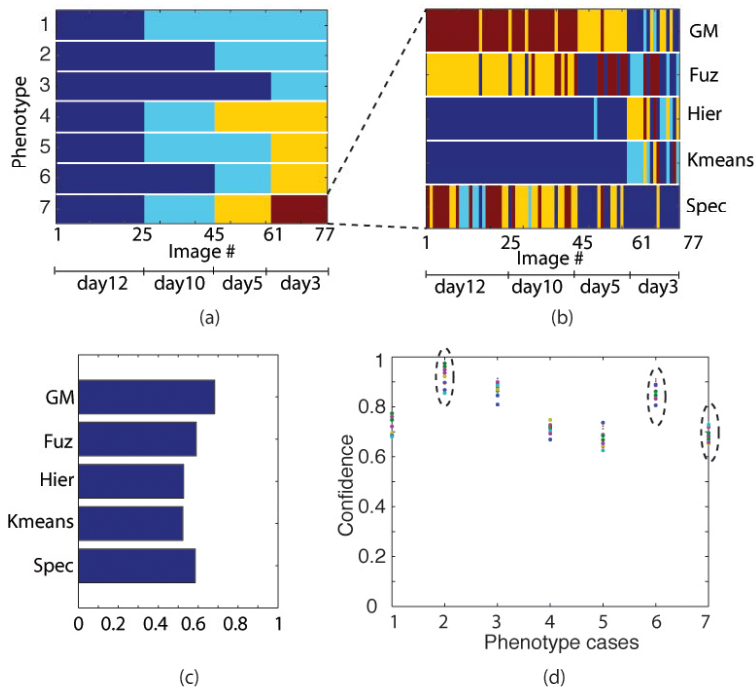 1
2
3
4
5
6
7
Phenotype
1 25 45 61 77
Image #
day12 day10 day5 day3
(a)
GM
Fuz
Hier
Kmeans
Spec
1 25 45 61 77
Image #
day12 day10 day5 day3
(b)
GM
Fuz
Hier
Kmeans
Spec
0 0.2 0.4 0.6 0.8 1
(c)
1
0.8
0.6
0.4
0.2
0
Confidence
1 2 3 4 5 6 7
Phenotype cases
(d)